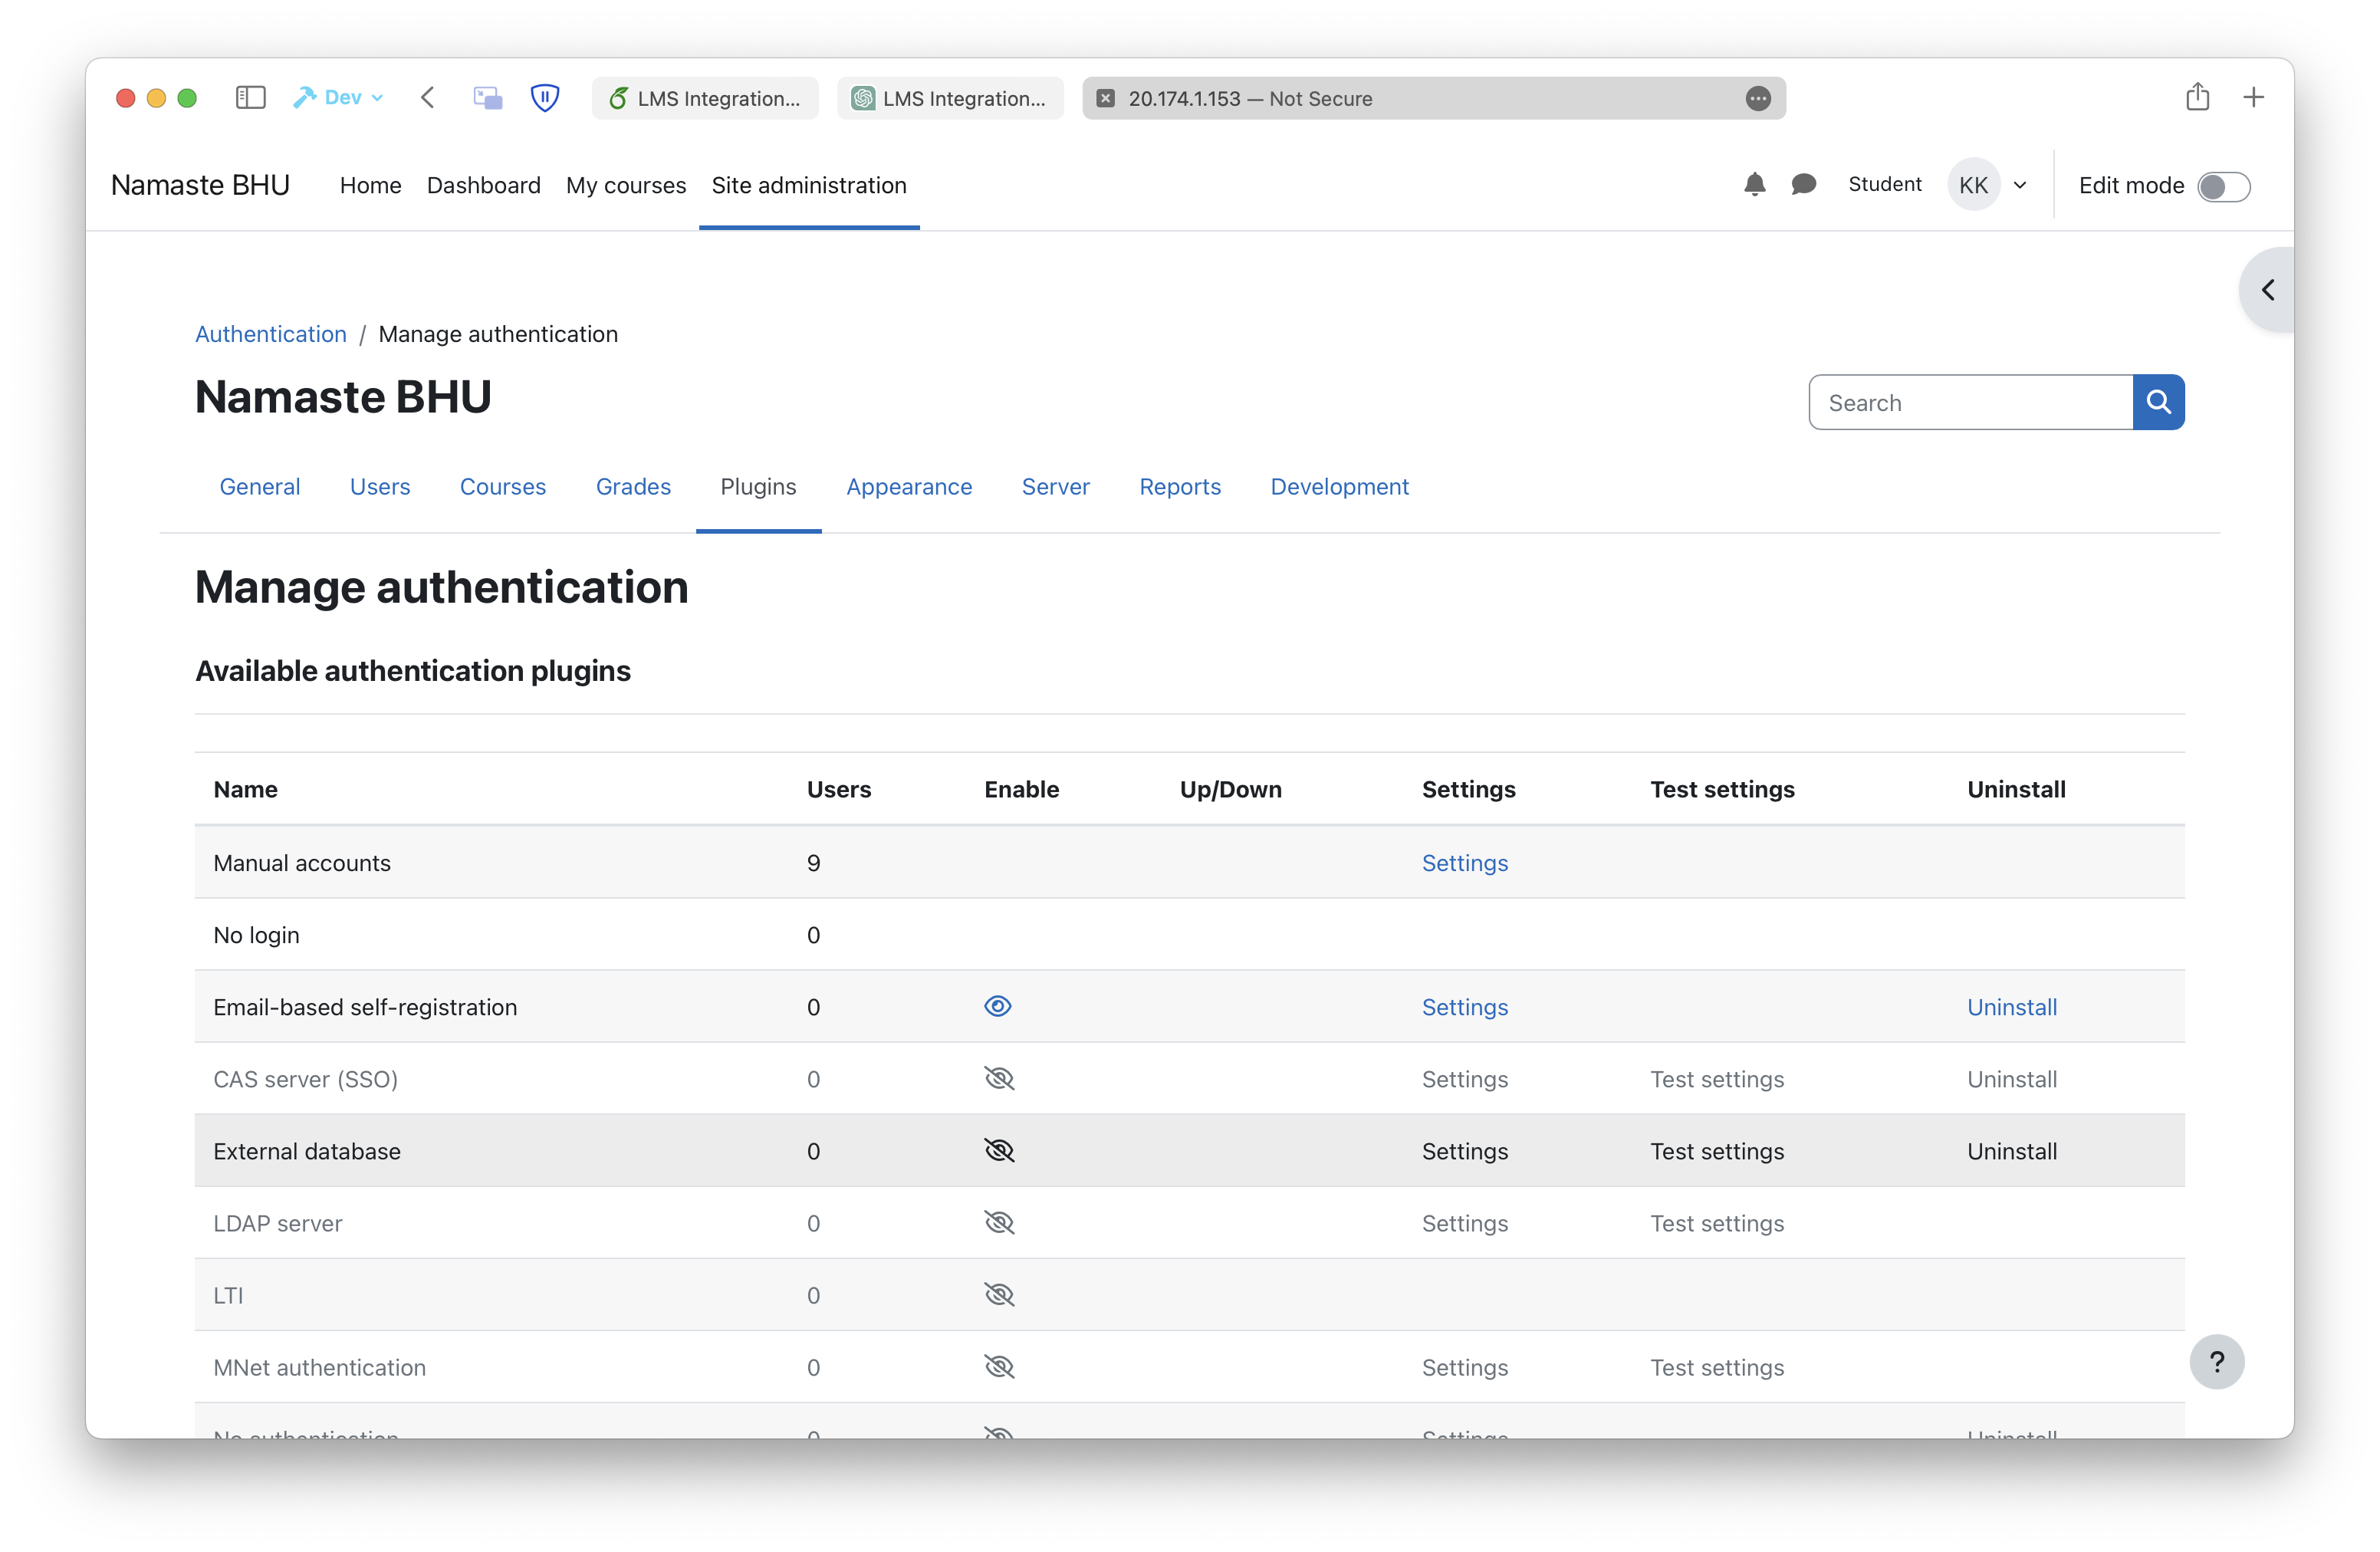 Dev LMS Integration... LMS Integration... 20.174.1.153 — Not Secure
Namaste BHU Home Dashboard My courses Site administration Student KK Edit mode
Authentication / Manage authentication
Namaste BHU
Search
General Users Courses Grades Plugins Appearance Server Reports Development
Manage authentication
Available authentication plugins
Name Users Enable Up/Down Settings Test settings Uninstall
Manual accounts 9 Settings
No login 0
Email-based self-registration 0 Settings Uninstall
CAS server (SSO) 0 Settings Test settings Uninstall
External database 0 Settings Test settings Uninstall
LDAP server 0 Settings Test settings
LTI 0
MNet authentication 0 Settings Test settings
?
No authentication 0 Settings Uninstall